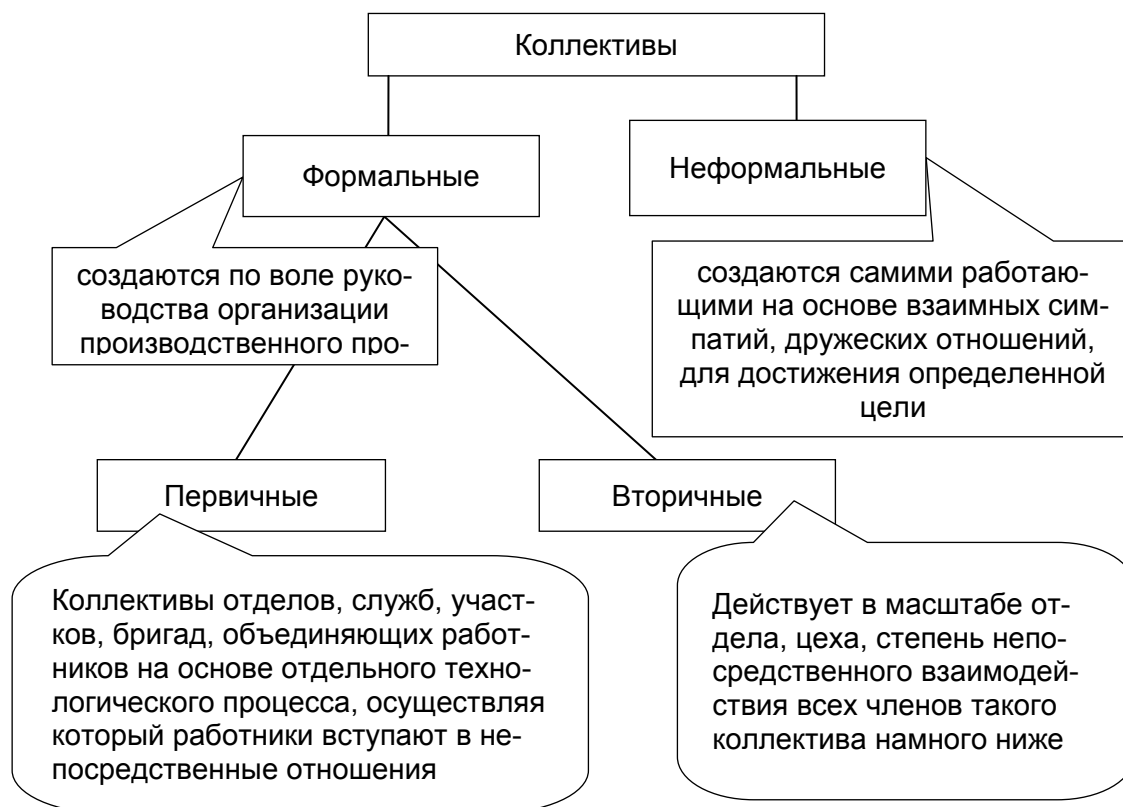 Коллективы
Формальные
Неформальные
создаются по воле руко-
водства организации
производственного про-
создаются самими работаю-
щими на основе взаимных сим-
патий, дружеских отношений,
для достижения определенной
цели
Первичные
Вторичные
Коллективы отделов, служб, участ-
ков, бригад, объединяющих работ-
ников на основе отдельного техно-
логического процесса, осуществляя
который работники вступают в не-
посредственные отношения
Действует в масштабе от-
дела, цеха, степень непо-
средственного взаимодей-
ствия всех членов такого
коллектива намного ниже